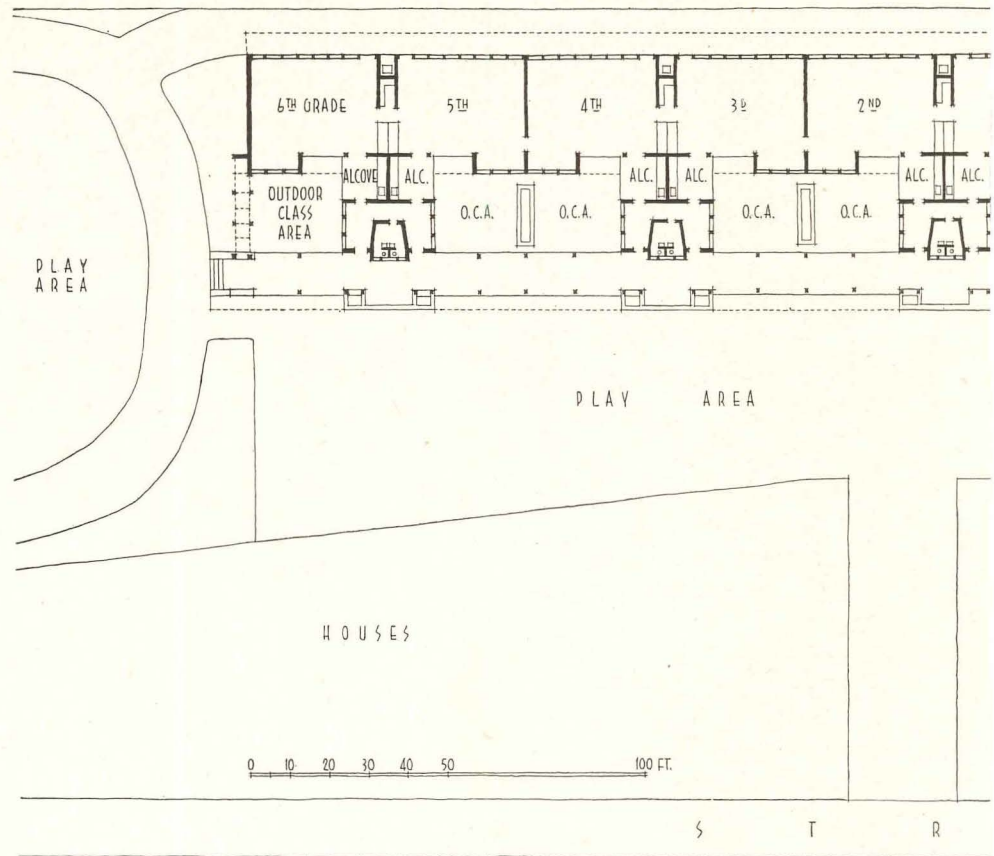 6TH GRADE
5TH
4TH
3D
2ND
ALCOVE
ALC.
ALC.
ALC.
ALC.
ALC.
OUTDOOR
CLASS
AREA
O.C.A.
O.C.A.
O.C.A.
O.C.A.
PLAY
AREA
PLAY AREA
HOUSES
0 10 20 30 40 50 100 FT.
S T R